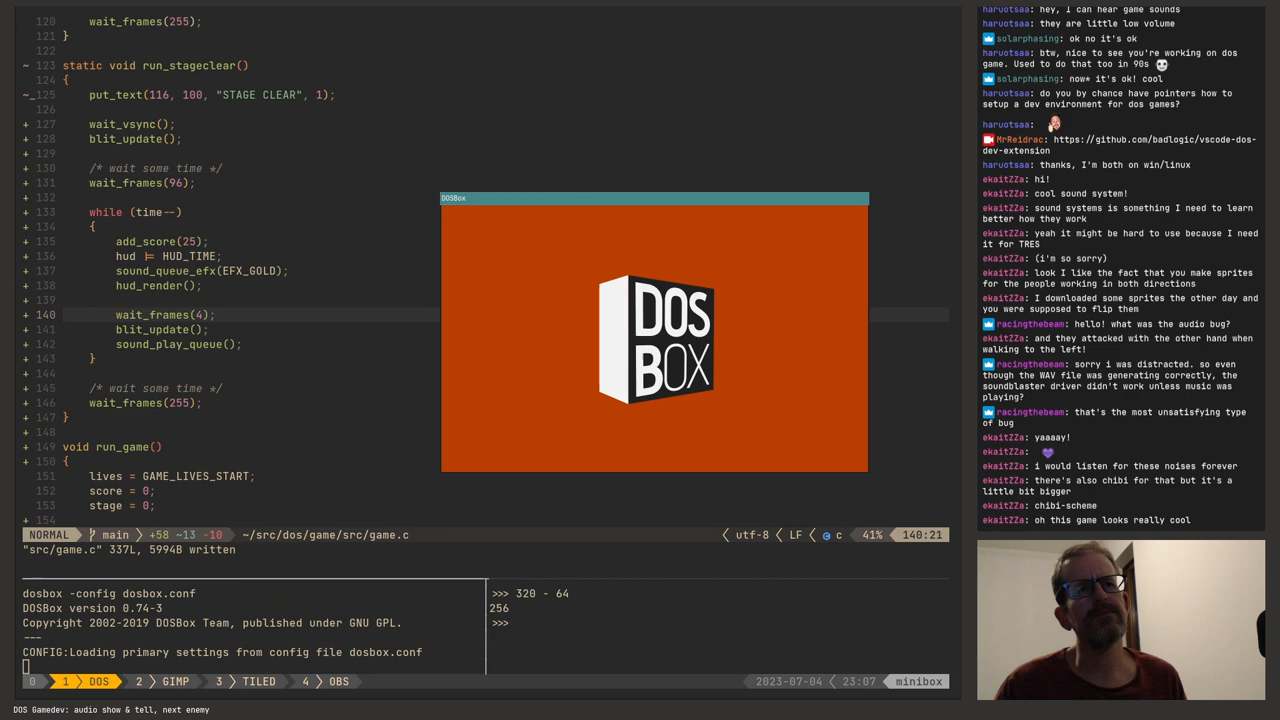 120 wait_frames(255);
121 }
122
~ 123 static void run_stageclear()
124 {
~_125 put_text(116, 100, "STAGE CLEAR", 1);
126
+ 127 wait_vsync();
+ 128 blit_update();
+ 129
+ 130 /* wait some time */
+ 131 wait_frames(96);
+ 132
+ 133 while (time--)
+ 134 {
+ 135 add_score(25);
+ 136 hud |= HUD_TIME;
+ 137 sound_queue_efx(EFX_GOLD);
+ 138 hud_render();
+ 139
+ 140 wait_frames(4);
+ 141 blit_update();
+ 142 sound_play_queue();
+ 143 }
+ 144
+ 145 /* wait some time */
+ 146 wait_frames(255);
+ 147 }
+ 148
+ 149 void run_game()
+ 150 {
151 lives = GAME_LIVES_START;
152 score = 0;
153 stage = 0;
+ 154
NORMAL main +58 ~13 -10 ~/src/dos/game/src/game.c utf-8 LF c 41% 140:21
"src/game.c" 337L, 5994B written
dosbox -config dosbox.conf
DOSBox version 0.74-3
Copyright 2002-2019 DOSBox Team, published under GNU GPL.
---
CONFIG:Loading primary settings from config file dosbox.conf
>>> 320 - 64
256
>>>
0 1 DOS 2 GIMP 3 TILED 4 OBS 2023-07-04 23:07 minibox
DOS Gamedev: audio show & tell, next enemy
DOSBox
DOS
BOX
haruotsaa: hey, I can hear game sounds
haruotsaa: they are little low volume
solarphasing: ok no it's ok
haruotsaa: btw, nice to see you're working on dos
game. Used to do that too in 90s
solarphasing: now* it's ok! cool
haruotsaa: do you by chance have pointers how to
setup a dev environment for dos games?
haruotsaa:
MrReidrac: https://github.com/badlogic/vscode-dos-
dev-extension
haruotsaa: thanks, I'm both on win/linux
ekaitZZa: hi!
ekaitZZa: cool sound system!
ekaitZZa: sound systems is something I need to learn
better how they work
ekaitZZa: yeah it might be hard to use because I need
it for TRES
ekaitZZa: (i'm so sorry)
ekaitZZa: look I like the fact that you make sprites
for the people working in both directions
ekaitZZa: I downloaded some sprites the other day and
you were supposed to flip them
racingthebeam: hello! what was the audio bug?
ekaitZZa: and they attacked with the other hand when
walking to the left!
racingthebeam: sorry i was distracted. so even
though the WAV file was generating correctly, the
soundblaster driver didn't work unless music was
playing?
racingthebeam: that's the most unsatisfying type
of bug
ekaitZZa: yaaaay!
ekaitZZa:
ekaitZZa: i would listen for these noises forever
ekaitZZa: there's also chibi for that but it's a
little bit bigger
ekaitZZa: chibi-scheme
ekaitZZa: oh this game looks really cool